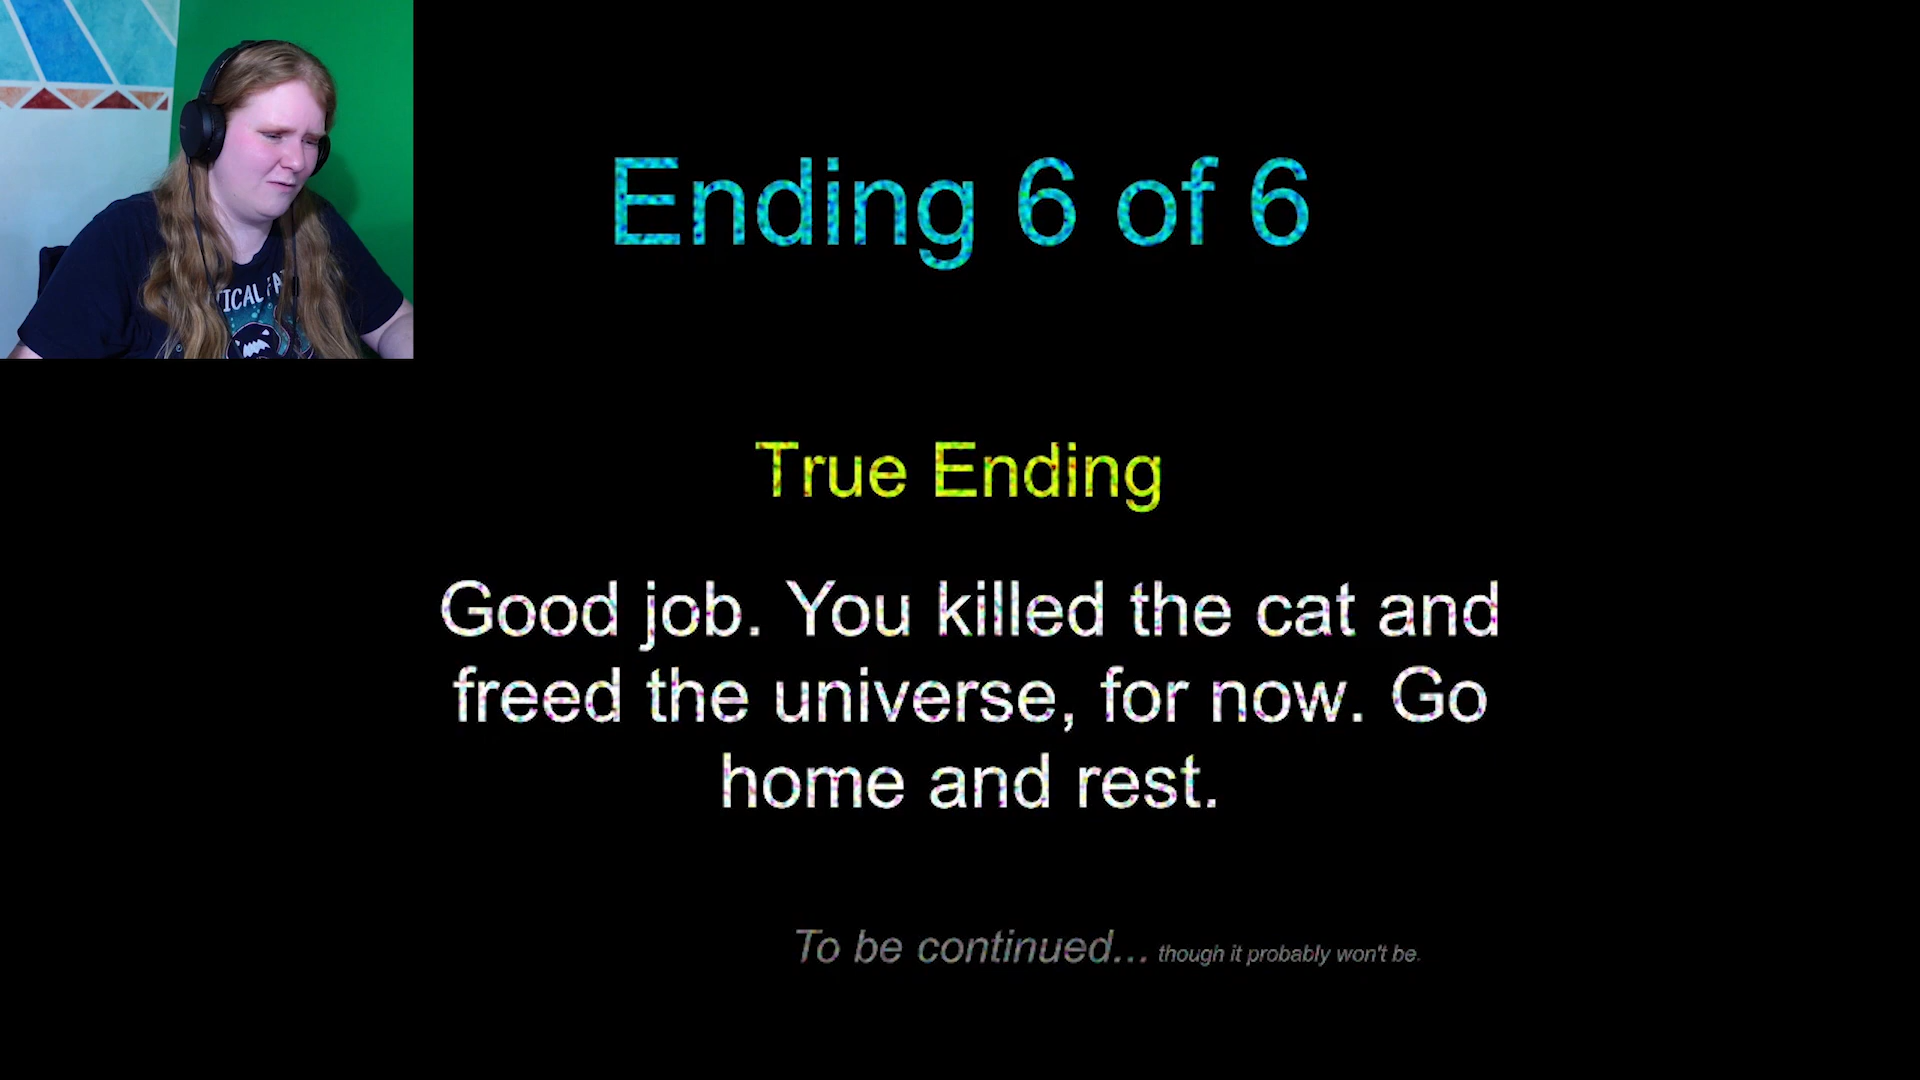 Ending 6 of 6
True Ending
Good job. You killed the cat and
freed the universe, for now. Go
home and rest.
To be continued... though it probably won't be.